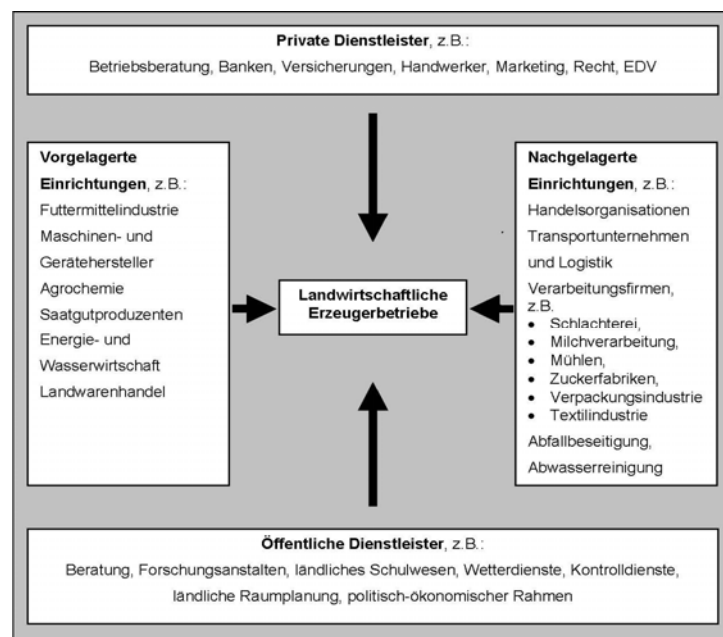 Private Dienstleister, z.B.:
Betriebsberatung, Banken, Versicherungen, Handwerker, Marketing, Recht, EDV
Vorgelagerte
Einrichtungen, z.B.:
Futtermittelindustrie
Maschinen- und
Gerätehersteller
Agrochemie
Saatgutproduzenten
Energie- und
Wasserwirtschaft
Landwarenhandel
Landwirtschaftliche
Erzeugerbetriebe
Nachgelagerte
Einrichtungen, z.B.:
Handelsorganisationen
Transportunternehmen
und Logistik
Verarbeitungsfirmen,
z.B.
• Schlachterei,
• Milchverarbeitung,
• Mühlen,
• Zuckerfabriken,
• Verpackungsindustrie
• Textilindustrie
Abfallbeseitigung,
Abwasserreinigung
Öffentliche Dienstleister, z.B.:
Beratung, Forschungsanstalten, ländliches Schulwesen, Wetterdienste, Kontrolldienste,
ländliche Raumplanung, politisch-ökonomischer Rahmen